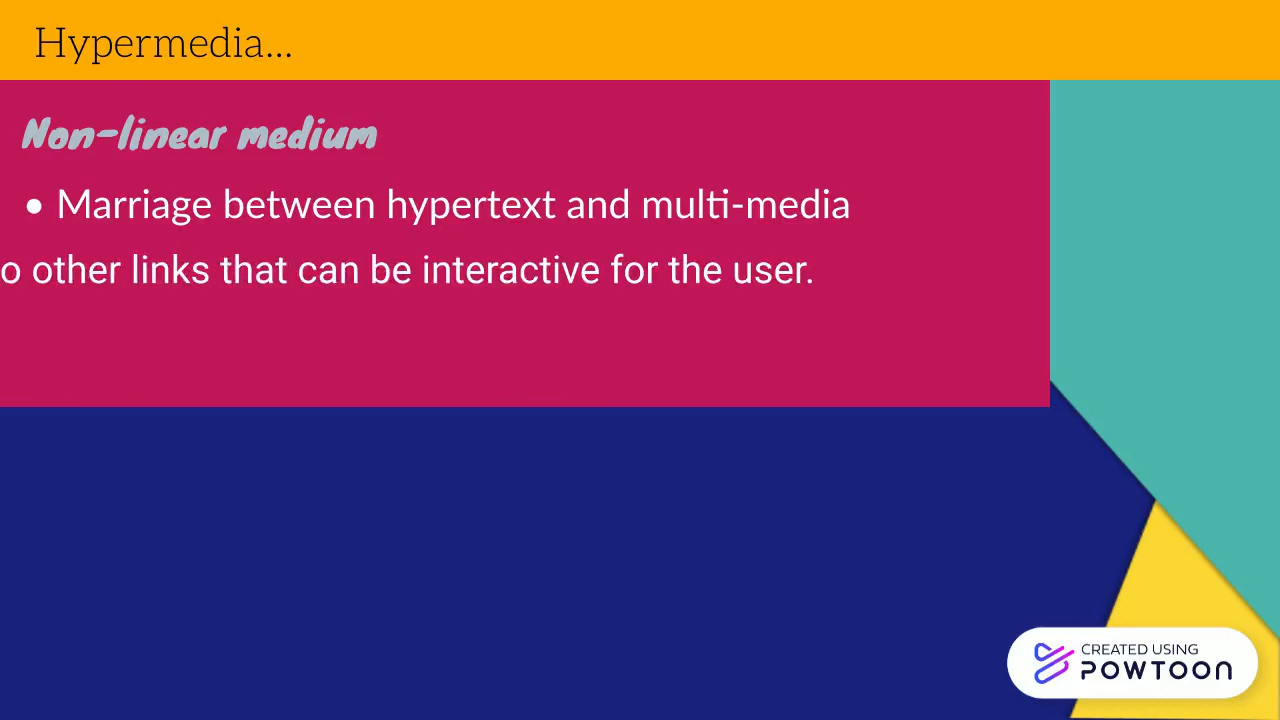 Hypermedia...
Non-linear medium
• Marriage between hypertext and multi-media
o other links that can be interactive for the user.
CREATED USING
POWTOON